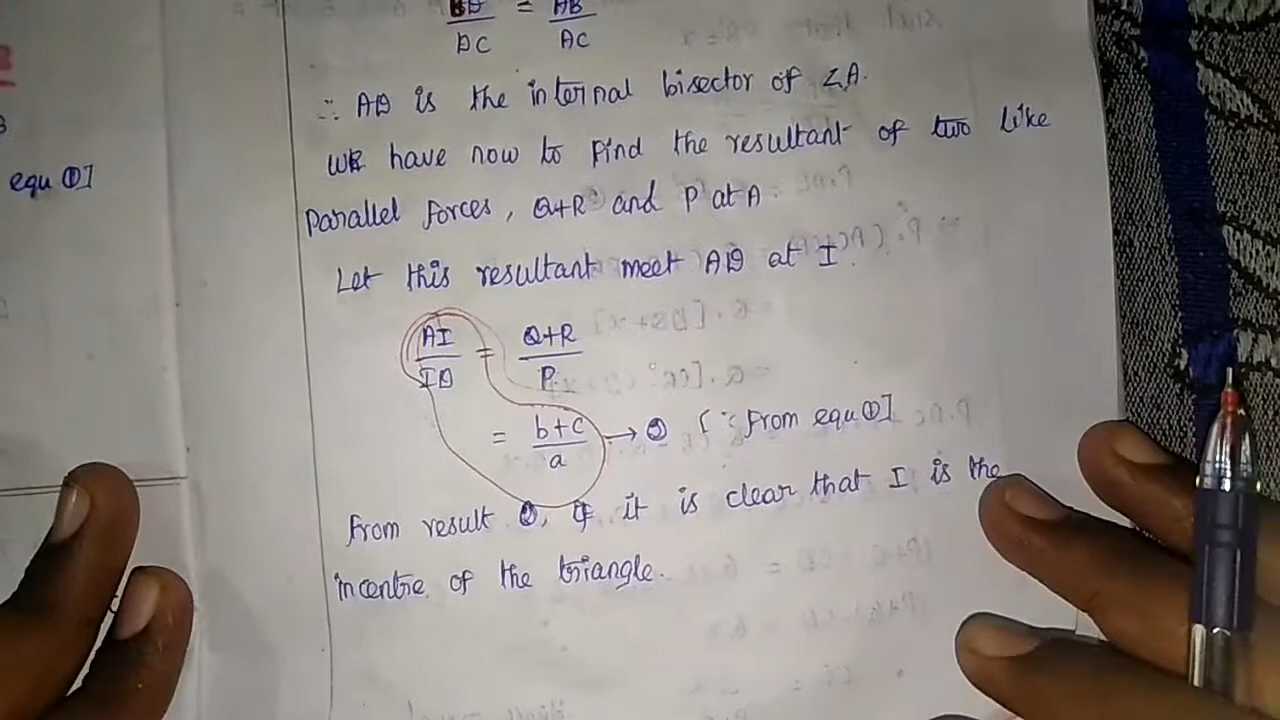 equ ①]
BD/DC = AB/AC
∴ AD is the internal bisector of ∠A.
We have now to find the resultant of two like
parallel forces, Q+R and P at A.
Let this resultant meet AD at I.
AI/ID = Q+R/P
= b+c/a → ② [∵ from equ ①]
From result ②, it is clear that I is the
incentre of the triangle.